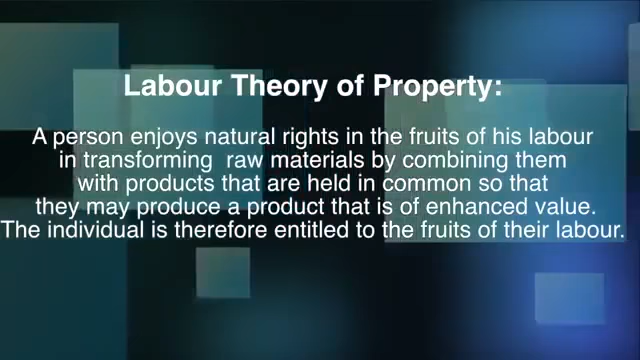 Labour Theory of Property:
A person enjoys natural rights in the fruits of his labour
in transforming raw materials by combining them
with products that are held in common so that
they may produce a product that is of enhanced value.
The individual is therefore entitled to the fruits of their labour.